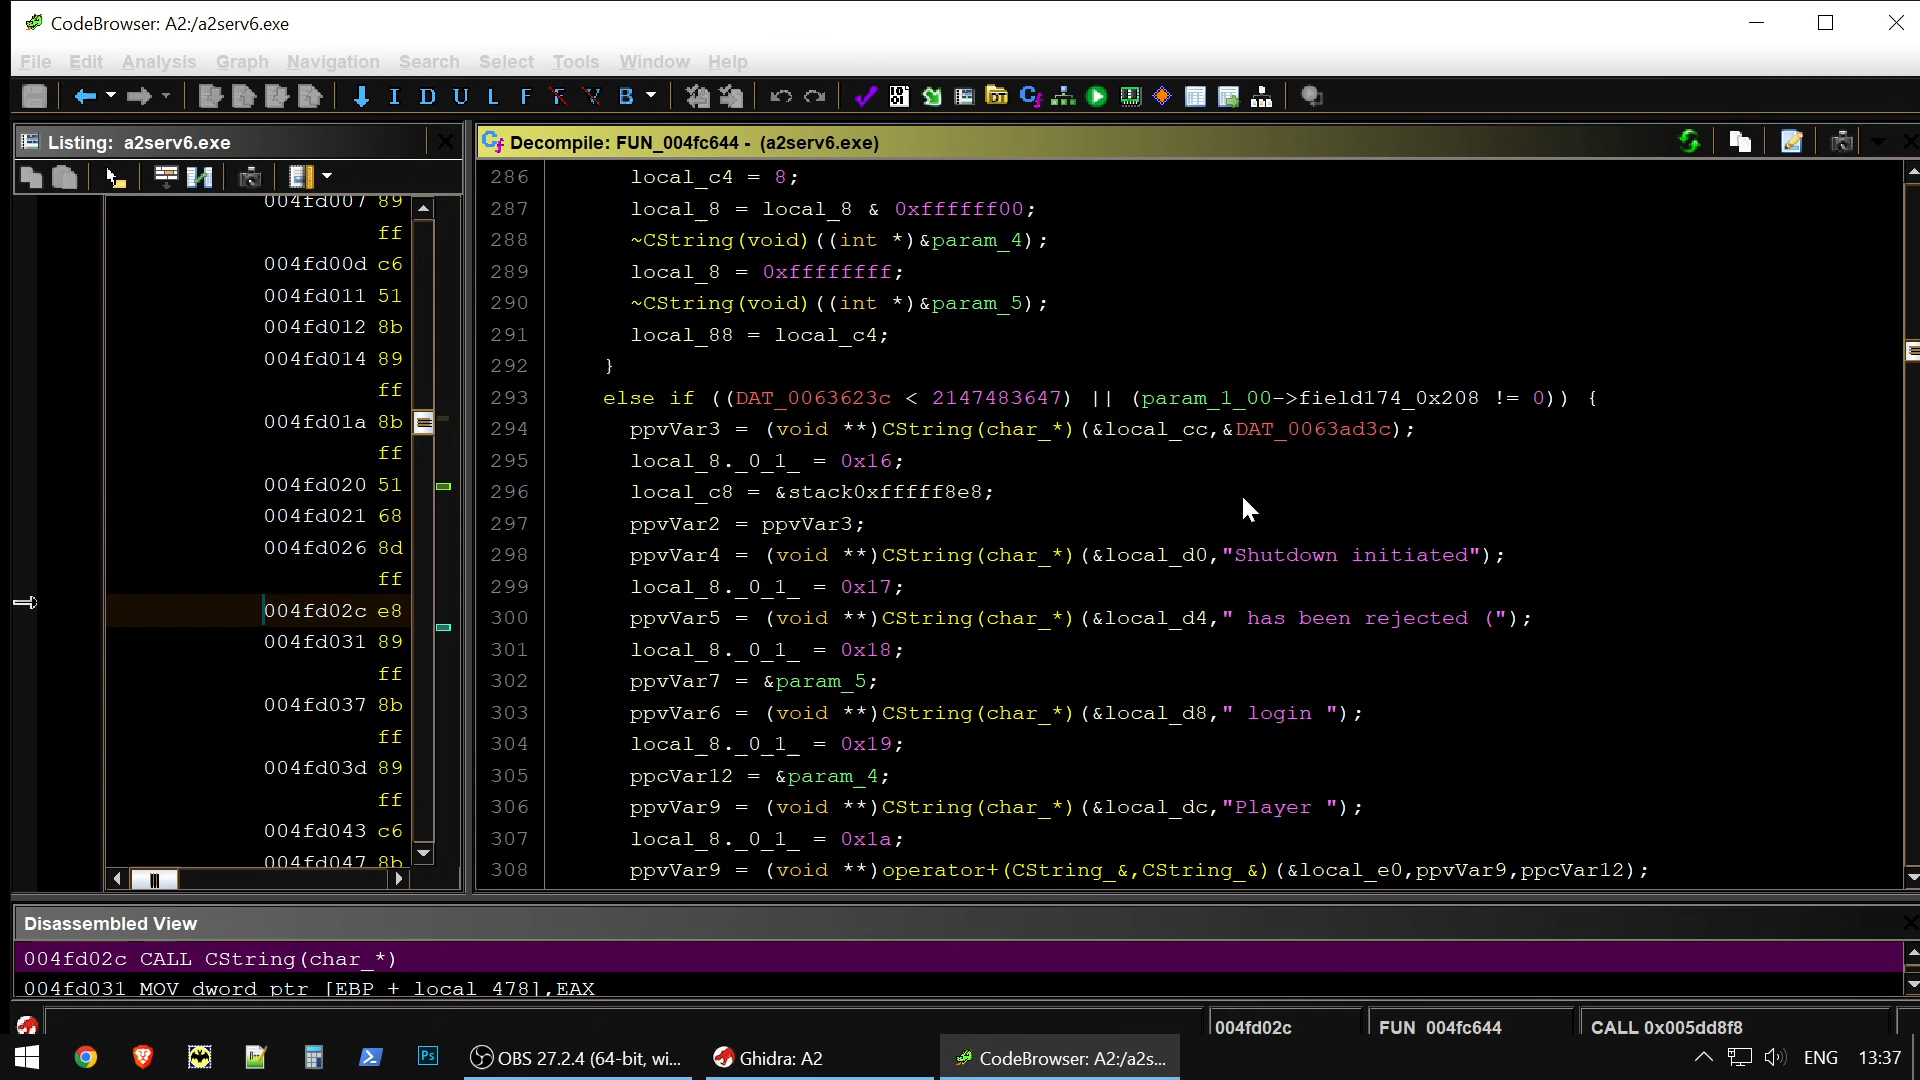 CodeBrowser: A2:/a2serv6.exe
File Edit Analysis Graph Navigation Search Select Tools Window Help
I D U L F F V B
Listing: a2serv6.exe
Cf Decompile: FUN_004fc644 - (a2serv6.exe)
004fd007 89
ff
004fd00d c6
004fd011 51
004fd012 8b
004fd014 89
ff
004fd01a 8b
ff
004fd020 51
004fd021 68
004fd026 8d
ff
004fd02c e8
004fd031 89
ff
004fd037 8b
ff
004fd03d 89
ff
004fd043 c6
004fd047 8b
286 local_c4 = 8;
287 local_8 = local_8 & 0xffffff00;
288 ~CString(void)((int *)&param_4);
289 local_8 = 0xffffffff;
290 ~CString(void)((int *)&param_5);
291 local_88 = local_c4;
292 }
293 else if ((DAT_0063623c < 2147483647) || (param_1_00->field174_0x208 != 0)) {
294 ppvVar3 = (void **)CString(char_*)(&local_cc,&DAT_0063ad3c);
295 local_8._0_1_ = 0x16;
296 local_c8 = &stack0xfffff8e8;
297 ppvVar2 = ppvVar3;
298 ppvVar4 = (void **)CString(char_*)(&local_d0,"Shutdown initiated");
299 local_8._0_1_ = 0x17;
300 ppvVar5 = (void **)CString(char_*)(&local_d4," has been rejected (");
301 local_8._0_1_ = 0x18;
302 ppvVar7 = &param_5;
303 ppvVar6 = (void **)CString(char_*)(&local_d8," login ");
304 local_8._0_1_ = 0x19;
305 ppcVar12 = &param_4;
306 ppvVar9 = (void **)CString(char_*)(&local_dc,"Player ");
307 local_8._0_1_ = 0x1a;
308 ppvVar9 = (void **)operator+(CString_&,CString_&)(&local_e0,ppvVar9,ppcVar12);
Disassembled View
004fd02c CALL CString(char_*)
004fd031 MOV dword ptr [EBP + local_478],EAX
004fd02c FUN_004fc644 CALL 0x005dd8f8
Ps OBS 27.2.4 (64-bit, wi... Ghidra: A2 CodeBrowser: A2:/a2s... ENG 13:37